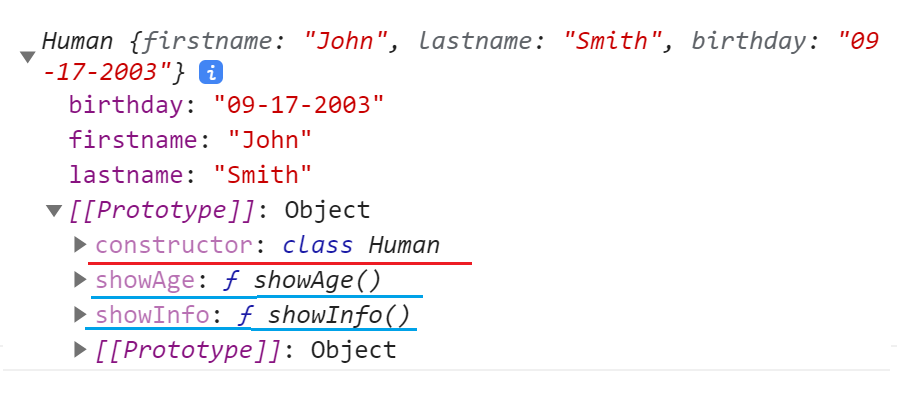 Human {firstname: "John", lastname: "Smith", birthday: "09
-17-2003"} i
birthday: "09-17-2003"
firstname: "John"
lastname: "Smith"
[[Prototype]]: Object
constructor: class Human
showAge: ƒ showAge()
showInfo: ƒ showInfo()
[[Prototype]]: Object